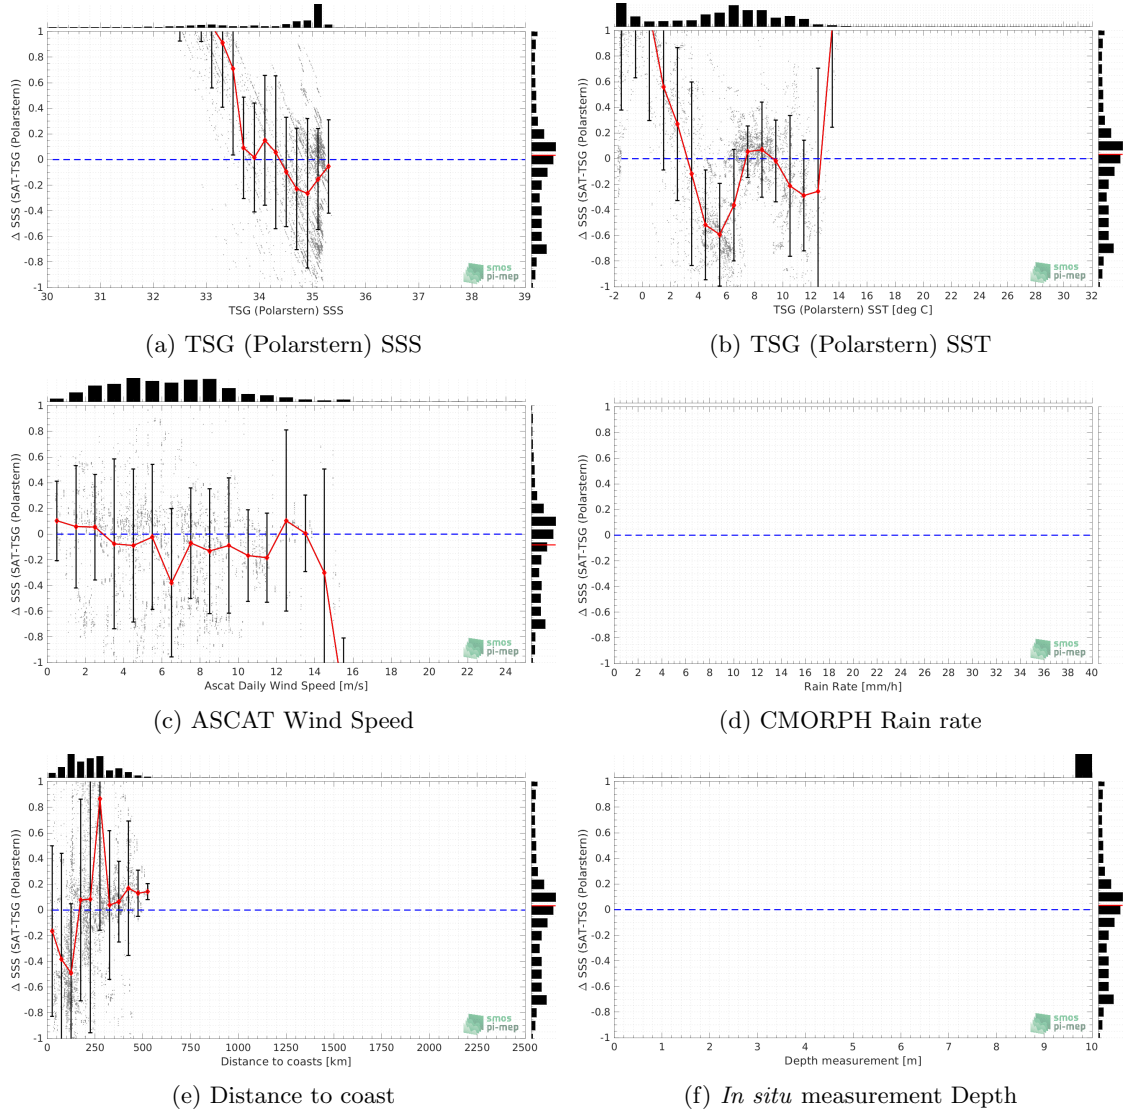 1
0.8
0.6
0.4
0.2
0
-0.2
-0.4
-0.6
-0.8
-1
Δ SSS (SAT-TSG (Polarstern))
30 31 32 33 34 35 36 37 38 39
TSG (Polarstern) SSS
smos
pi-mep
(a) TSG (Polarstern) SSS
1
0.8
0.6
0.4
0.2
0
-0.2
-0.4
-0.6
-0.8
-1
Δ SSS (SAT-TSG (Polarstern))
-2 0 2 4 6 8 10 12 14 16 18 20 22 24 26 28 30 32
TSG (Polarstern) SST [deg C]
smos
pi-mep
(b) TSG (Polarstern) SST
1
0.8
0.6
0.4
0.2
0
-0.2
-0.4
-0.6
-0.8
-1
Δ SSS (SAT-TSG (Polarstern))
0 2 4 6 8 10 12 14 16 18 20 22 24
Ascat Daily Wind Speed [m/s]
smos
pi-mep
(c) ASCAT Wind Speed
1
0.8
0.6
0.4
0.2
0
-0.2
-0.4
-0.6
-0.8
-1
Δ SSS (SAT-TSG (Polarstern))
0 2 4 6 8 10 12 14 16 18 20 22 24 26 28 30 32 34 36 38 40
Rain Rate [mm/h]
smos
pi-mep
(d) CMORPH Rain rate
1
0.8
0.6
0.4
0.2
0
-0.2
-0.4
-0.6
-0.8
-1
Δ SSS (SAT-TSG (Polarstern))
0 250 500 750 1000 1250 1500 1750 2000 2250 2500
Distance to coasts [km]
smos
pi-mep
(e) Distance to coast
1
0.8
0.6
0.4
0.2
0
-0.2
-0.4
-0.6
-0.8
-1
Δ SSS (SAT-TSG (Polarstern))
0 1 2 3 4 5 6 7 8 9 10
Depth measurement [m]
smos
pi-mep
(f) In situ measurement Depth